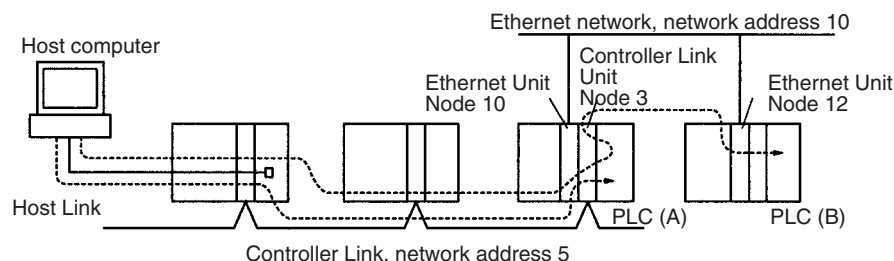 Ethernet network, network address 10
Host computer
Controller Link
Unit
Node 3
Ethernet Unit
Node 10
Ethernet Unit
Node 12
Host Link
PLC (A)
PLC (B)
Controller Link, network address 5